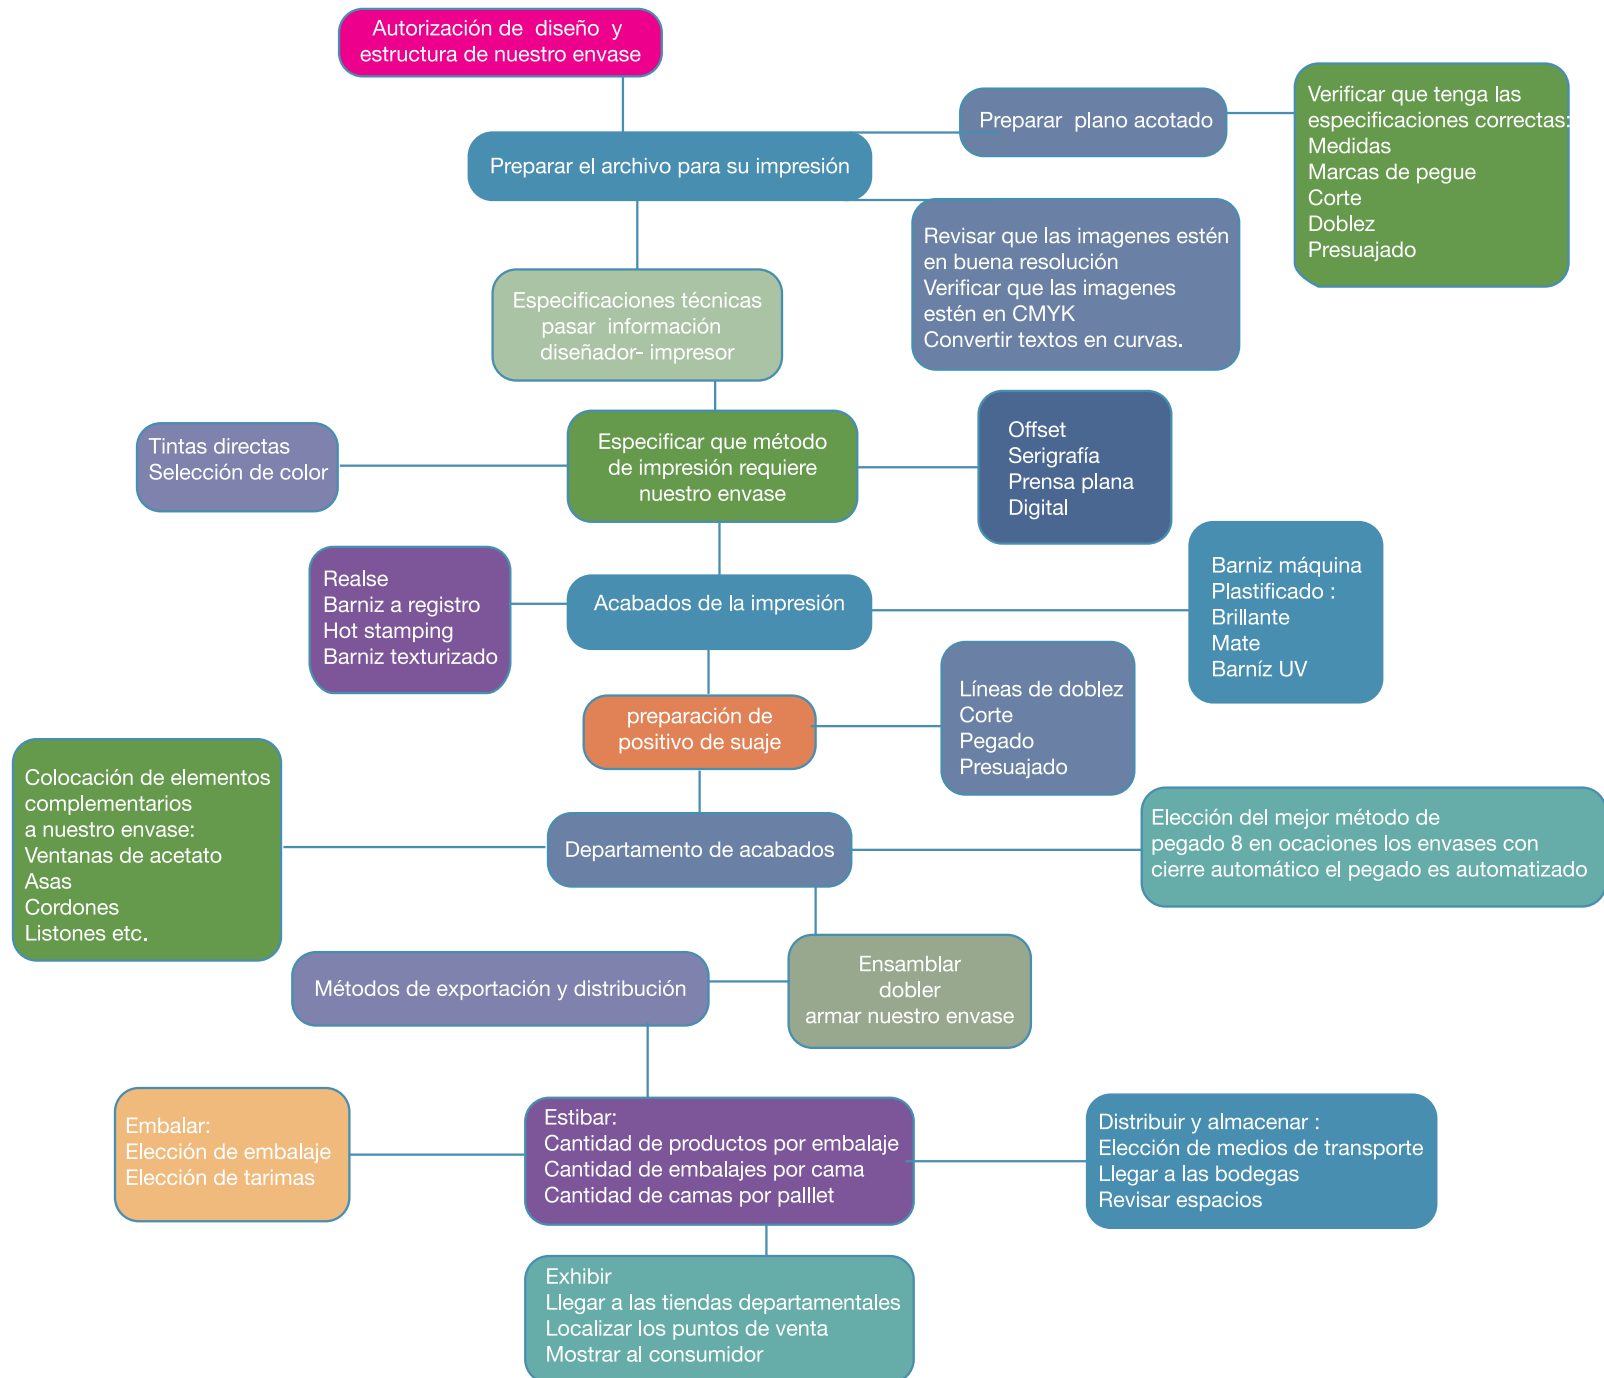 Autorización de diseño y
estructura de nuestro envase
Preparar plano acotado
Verificar que tenga las
especificaciones correctas:
Medidas
Marcas de pegue
Corte
Doblez
Presuajado
Preparar el archivo para su impresión
Revisar que las imagenes estén
en buena resolución
Verificar que las imagenes
estén en CMYK
Convertir textos en curvas.
Especificaciones técnicas
pasar información
diseñador- impresor
Tintas directas
Selección de color
Especificar que método
de impresión requiere
nuestro envase
Offset
Serigrafía
Prensa plana
Digital
Realse
Barniz a registro
Hot stamping
Barniz texturizado
Acabados de la impresión
Barniz máquina
Plastificado :
Brillante
Mate
Barníz UV
preparación de
positivo de suaje
Líneas de doblez
Corte
Pegado
Presuajado
Colocación de elementos
complementarios
a nuestro envase:
Ventanas de acetato
Asas
Cordones
Listones etc.
Departamento de acabados
Elección del mejor método de
pegado 8 en ocaciones los envases con
cierre automático el pegado es automatizado
Métodos de exportación y distribución
Ensamblar
dobler
armar nuestro envase
Embalar:
Elección de embalaje
Elección de tarimas
Estibar:
Cantidad de productos por embalaje
Cantidad de embalajes por cama
Cantidad de camas por palllet
Distribuir y almacenar :
Elección de medios de transporte
Llegar a las bodegas
Revisar espacios
Exhibir
Llegar a las tiendas departamentales
Localizar los puntos de venta
Mostrar al consumidor